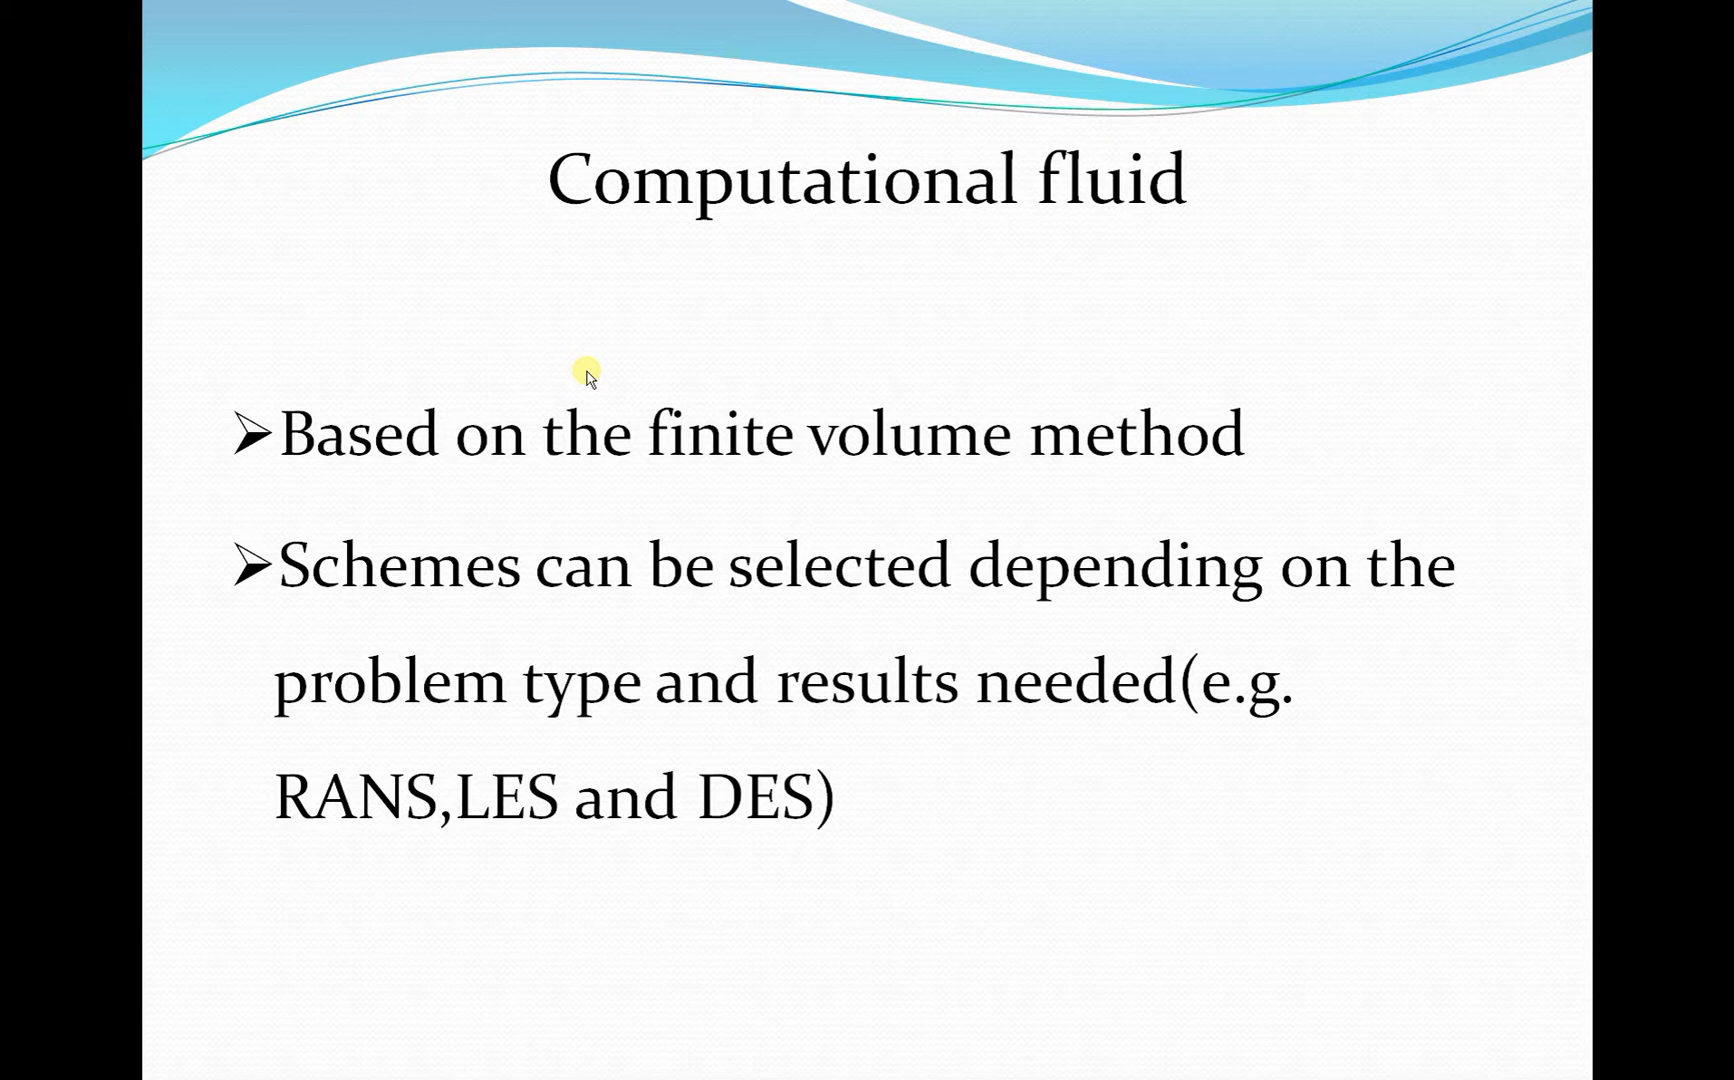 Computational fluid
➢Based on the finite volume method
➢Schemes can be selected depending on the
problem type and results needed(e.g.
RANS,LES and DES)